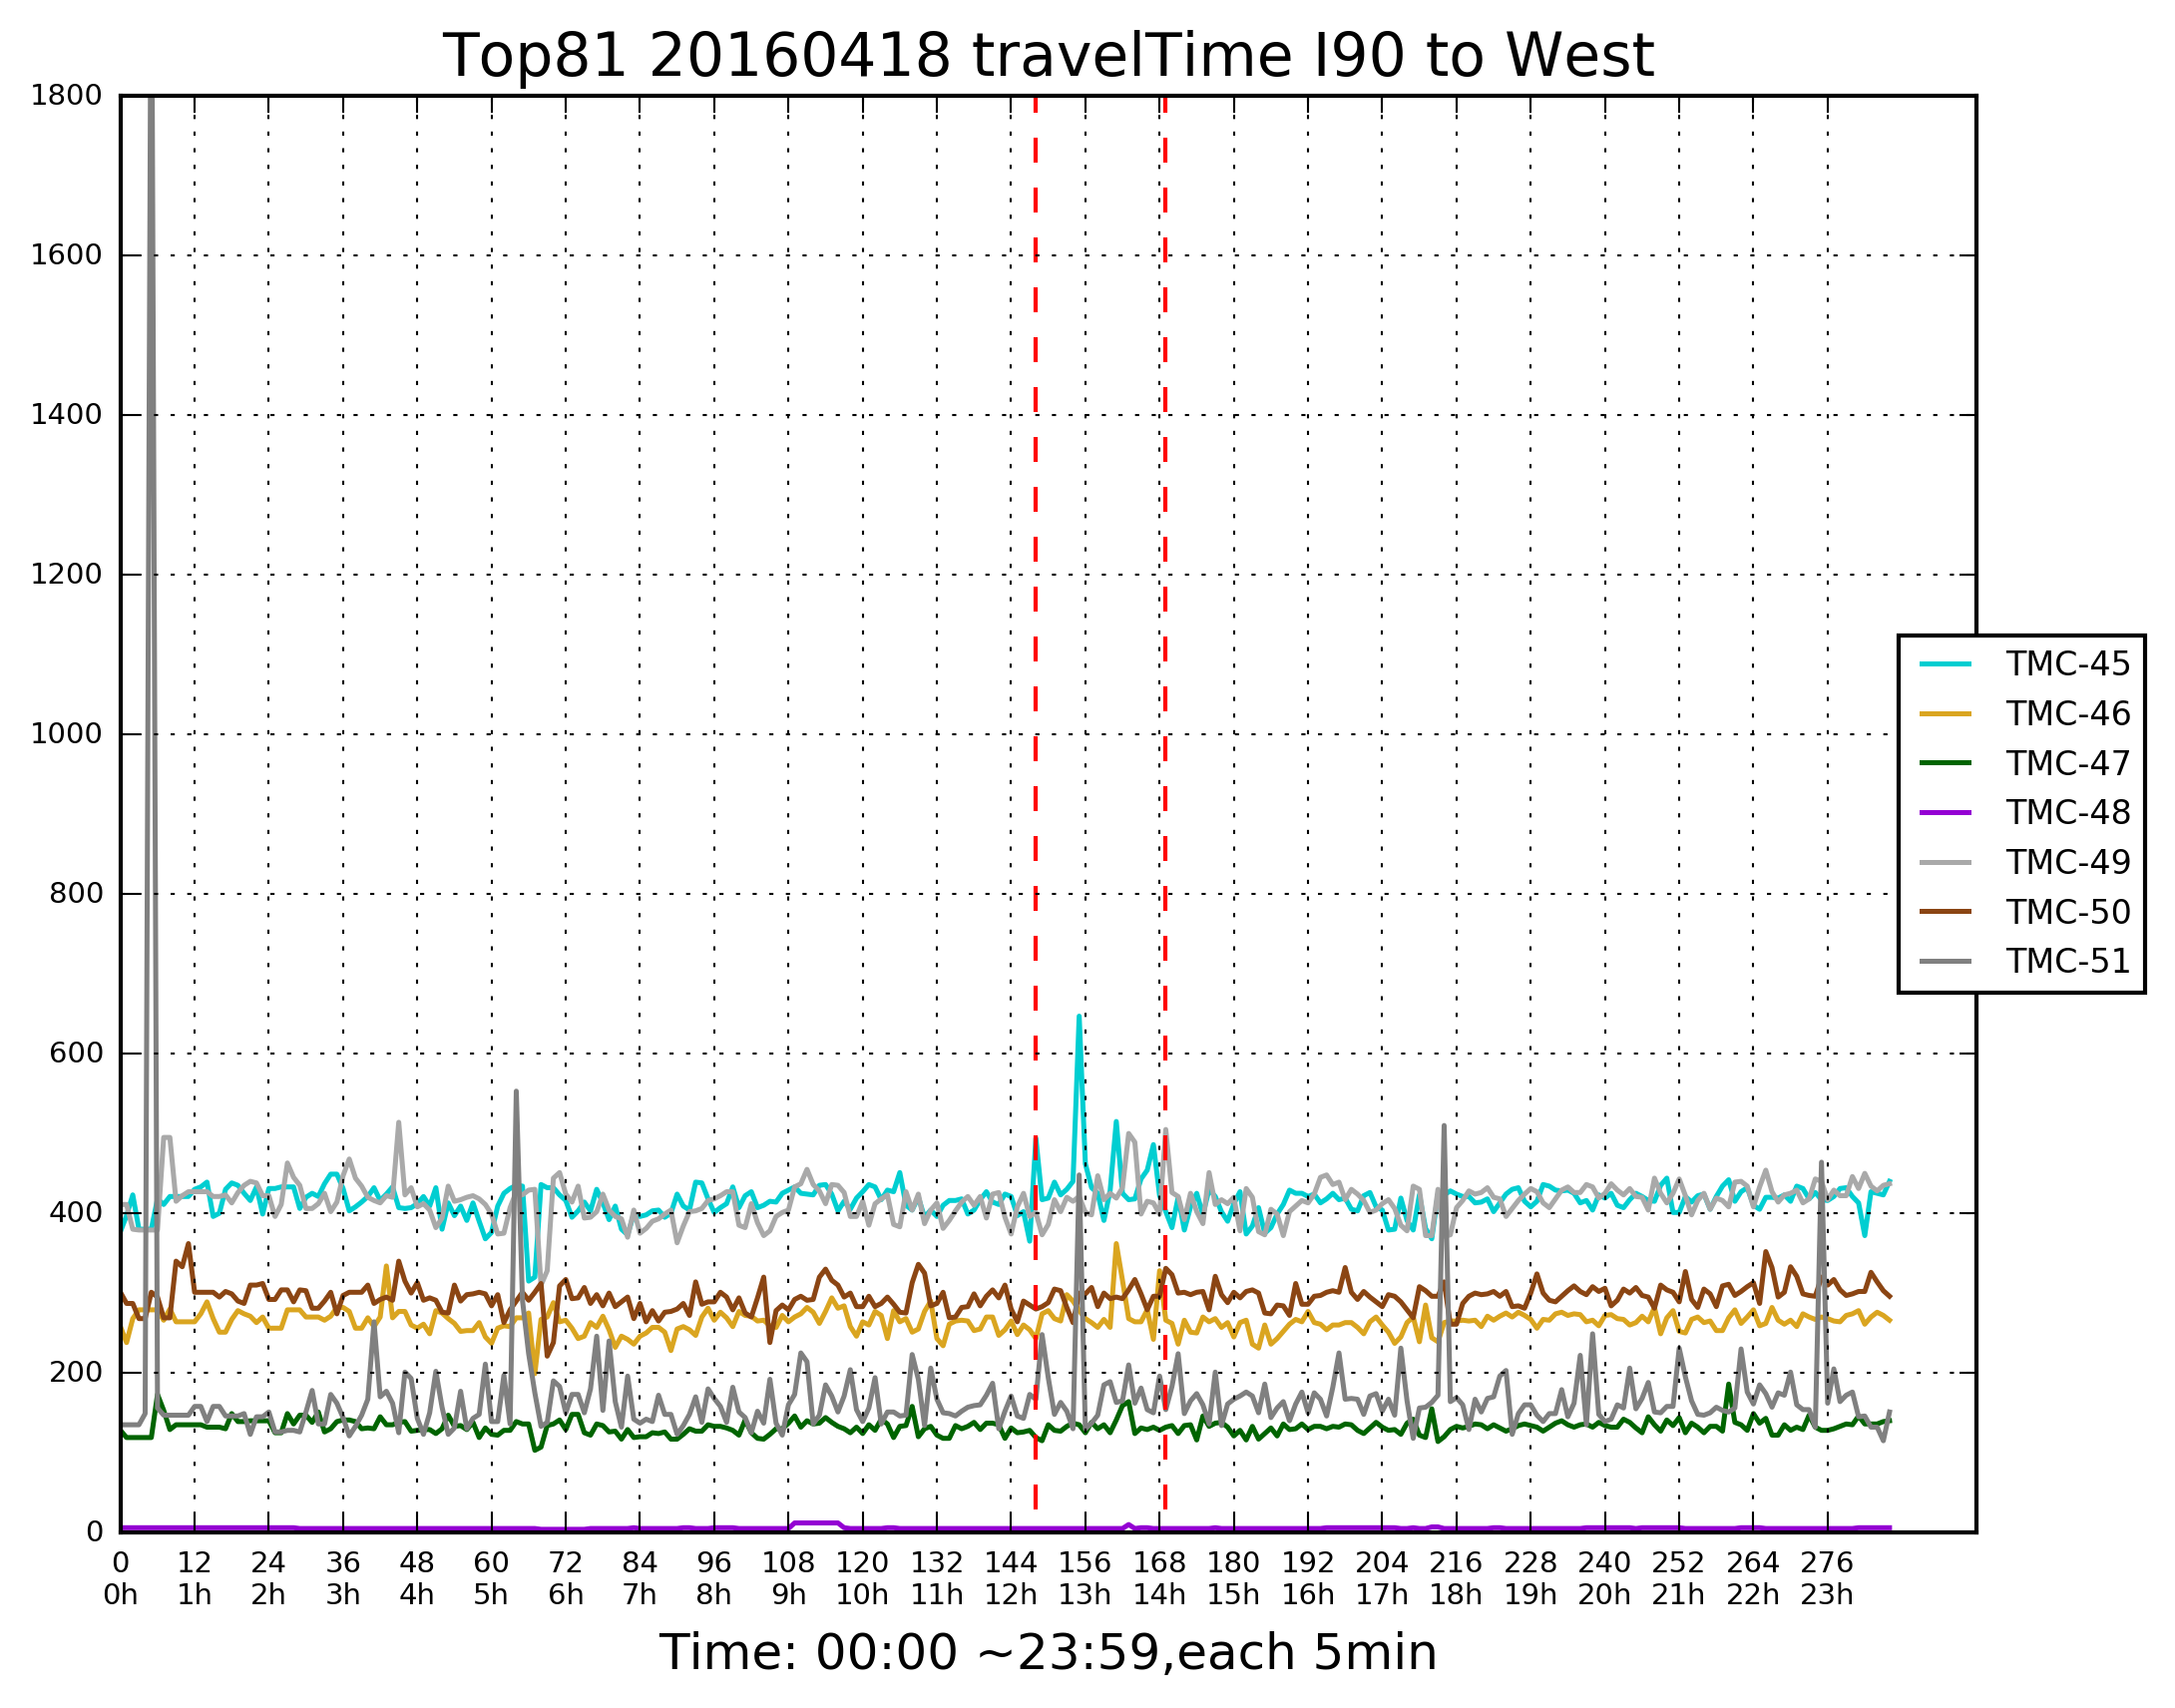 Top81 20160418 travelTime I90 to West
1800
1600
1400
1200
1000
800
600
400
200
0
TMC-45
TMC-46
TMC-47
TMC-48
TMC-49
TMC-50
TMC-51
0 12 24 36 48 60 72 84 96 108 120 132 144 156 168 180 192 204 216 228 240 252 264 276
0h 1h 2h 3h 4h 5h 6h 7h 8h 9h 10h 11h 12h 13h 14h 15h 16h 17h 18h 19h 20h 21h 22h 23h
Time: 00:00 ~23:59,each 5min